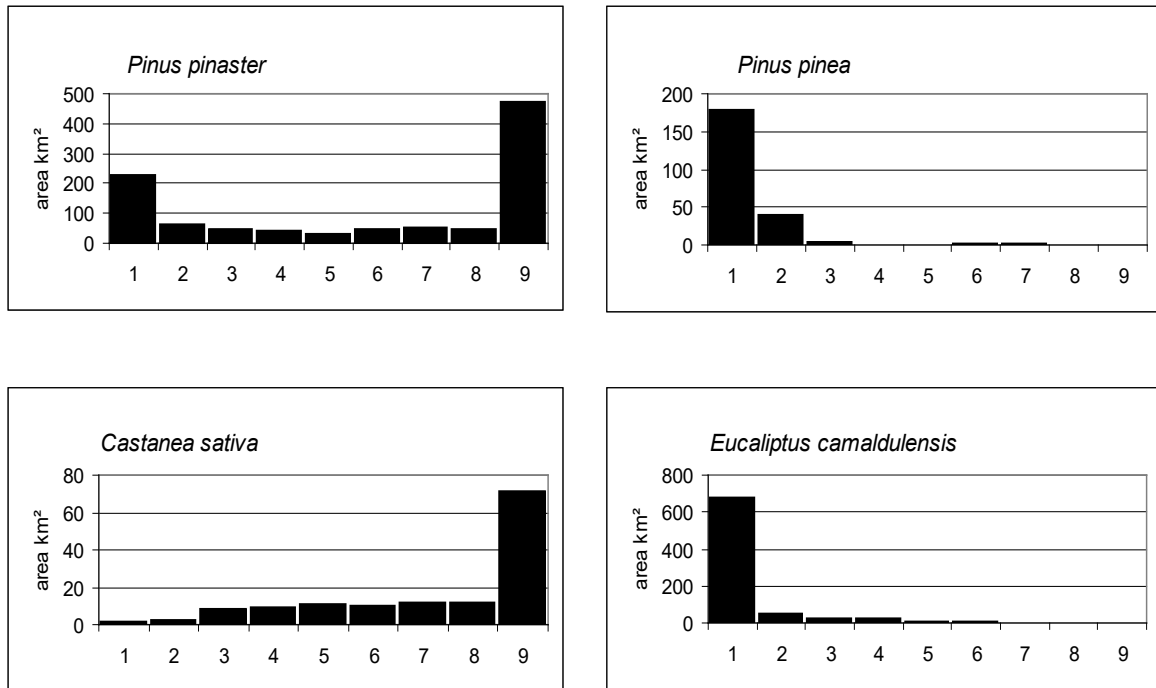 Pinus pinaster
area km²
500
400
300
200
100
0
1 2 3 4 5 6 7 8 9
Pinus pinea
area km²
200
150
100
50
0
1 2 3 4 5 6 7 8 9
Castanea sativa
area km²
80
60
40
20
0
1 2 3 4 5 6 7 8 9
Eucaliptus camaldulensis
area km²
800
600
400
200
0
1 2 3 4 5 6 7 8 9